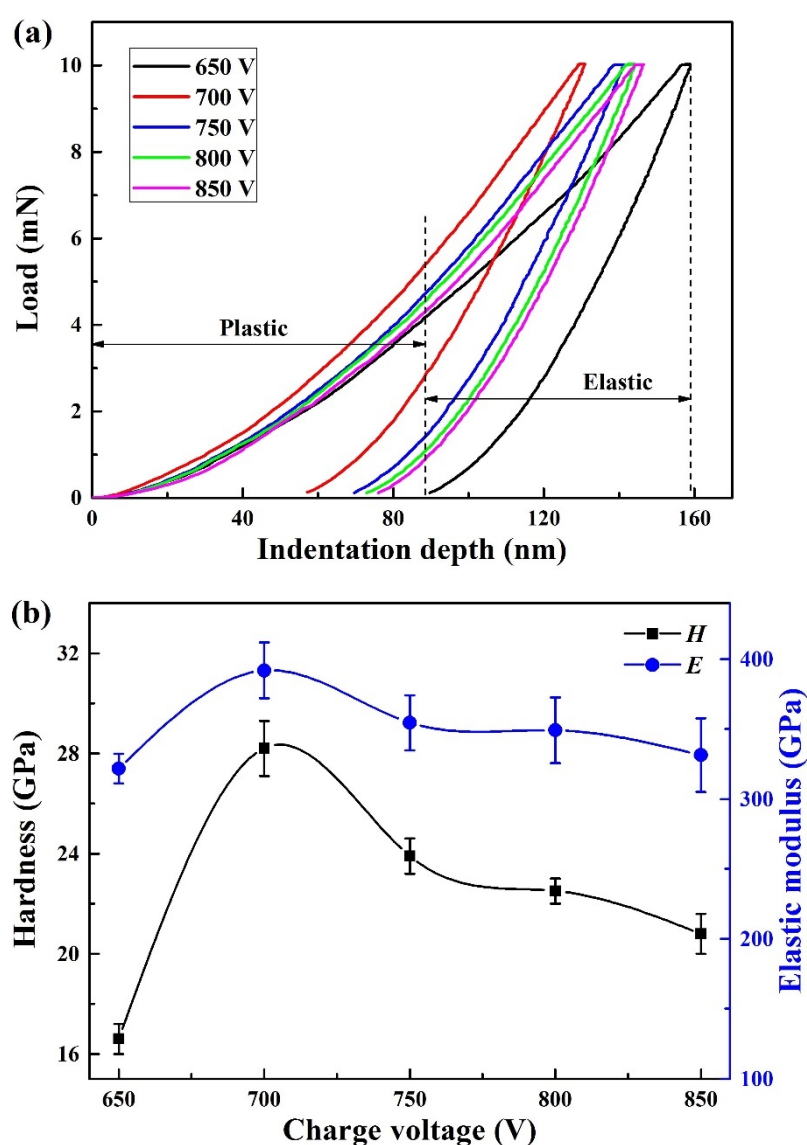 (a)
650 V
700 V
750 V
800 V
850 V
10
8
6
4
2
0
Load (mN)
Plastic
Elastic
0 40 80 120 160
Indentation depth (nm)
(b)
H
E
32
28
24
20
16
Hardness (GPa)
400
300
200
100
Elastic modulus (GPa)
650 700 750 800 850
Charge voltage (V)